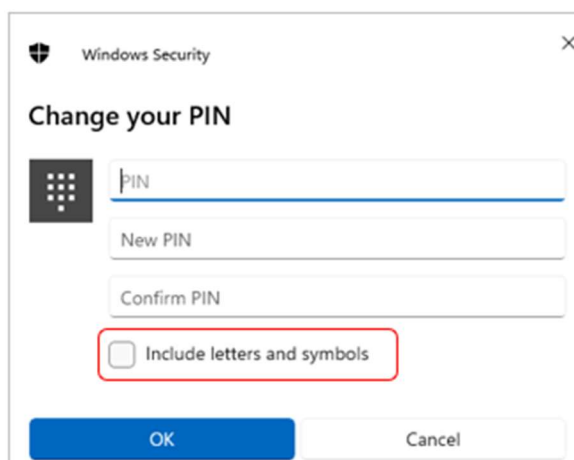 Windows Security
Change your PIN
PIN
New PIN
Confirm PIN
Include letters and symbols
OK
Cancel